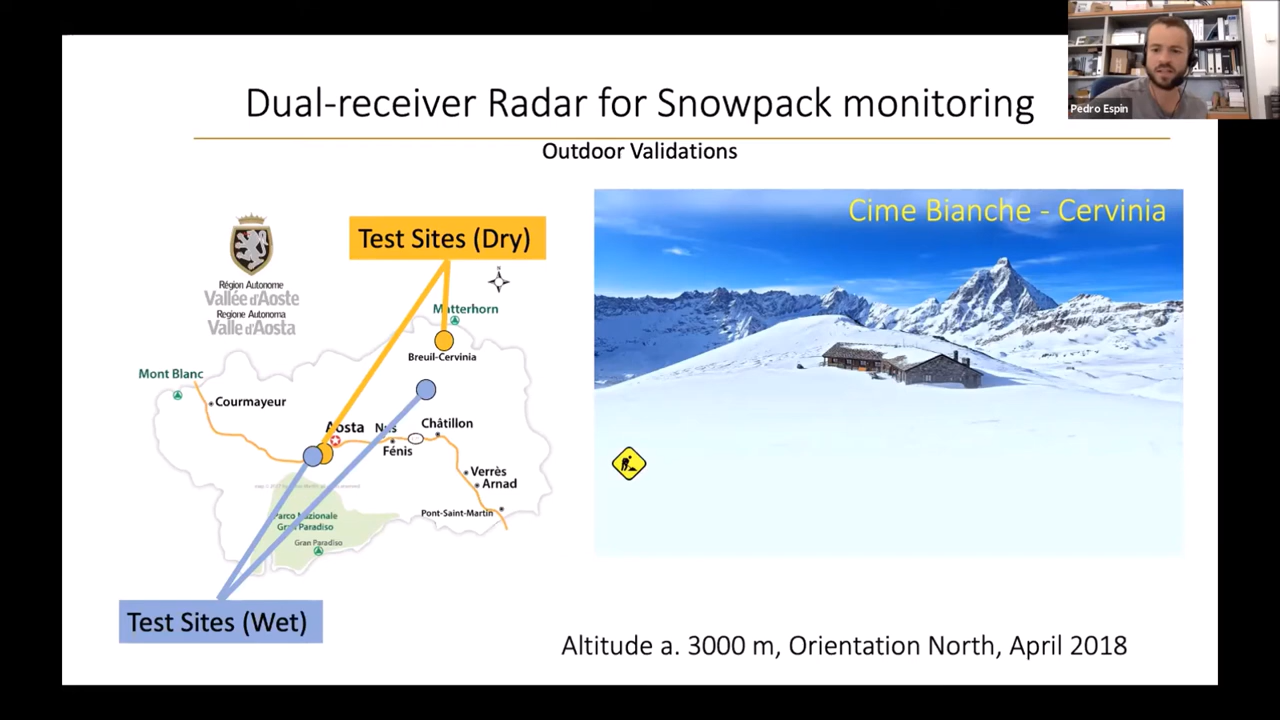 Dual-receiver Radar for Snowpack monitoring
Pedro Espin
Outdoor Validations
Cime Bianche - Cervinia
Test Sites (Dry)
Région Autonome
Vallée d'Aoste
Regione Autonoma
Valle d'Aosta
N
Matterhorn
Breuil-Cervinia
Mont Blanc
Courmayeur
Aosta
Nus
Châtillon
Fénis
Verrès
Arnad
Pont-Saint-Martin
Parco Nazionale
Gran Paradiso
Gran Paradiso
Test Sites (Wet)
Altitude a. 3000 m, Orientation North, April 2018